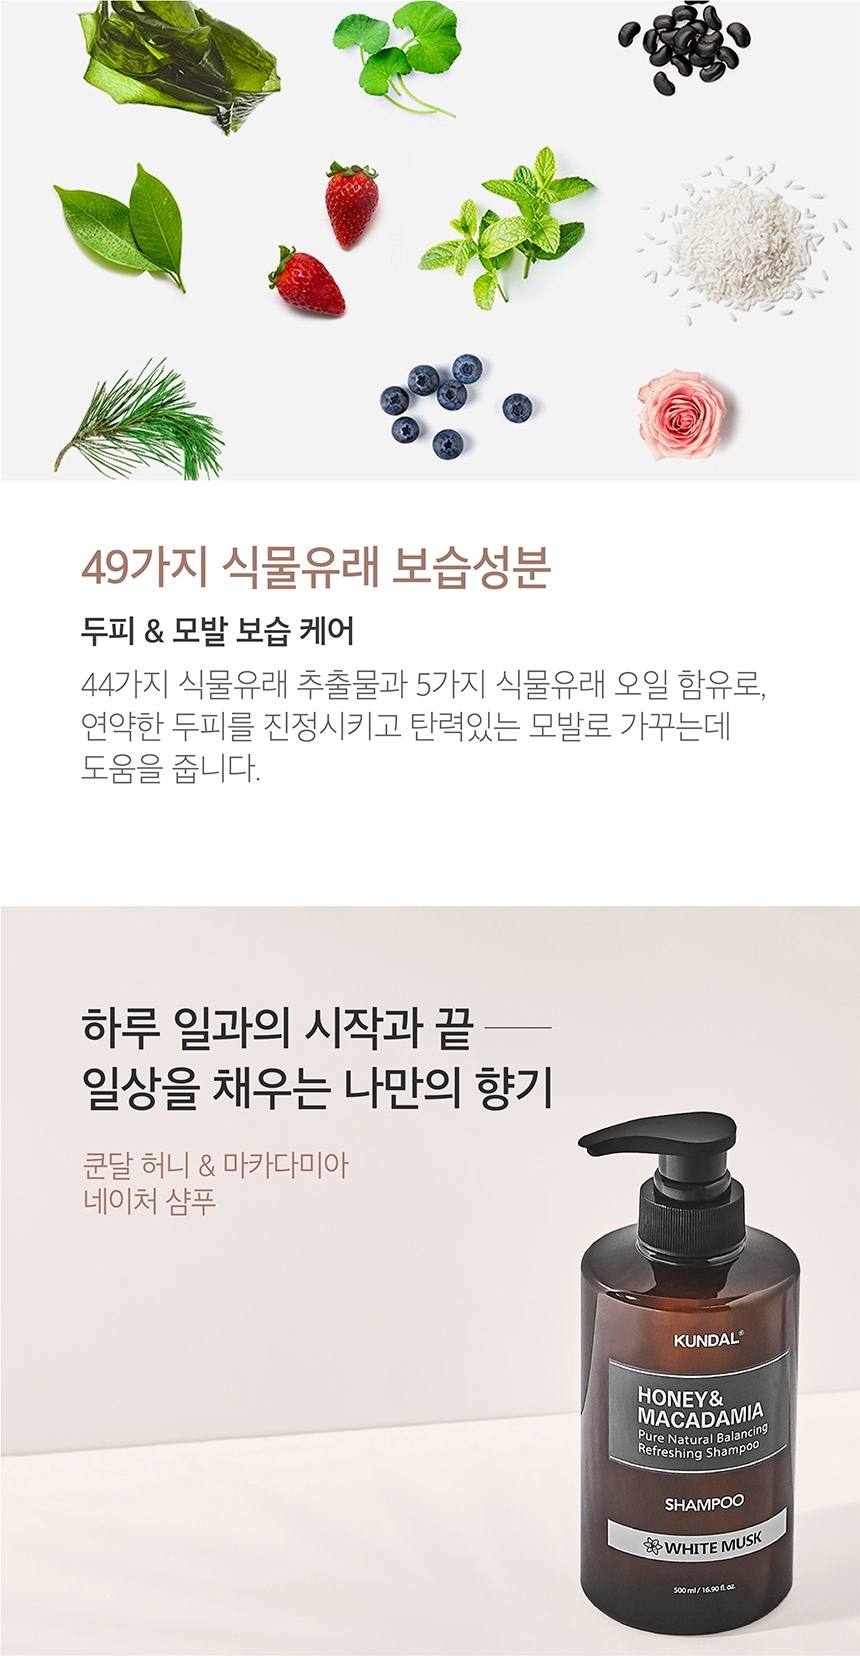 49가지 식물유래 보습성분
두피 & 모발 보습 케어
44가지 식물유래 추출물과 5가지 식물유래 오일 함유로,
연약한 두피를 진정시키고 탄력있는 모발로 가꾸는데
도움을 줍니다.
하루 일과의 시작과 끝
일상을 채우는 나만의 향기
쿤달 허니 & 마카다미아
네이처 샴푸
KUNDAL®
HONEY&
MACADAMIA
Pure Natural Balancing
Refreshing Shampoo
SHAMPOO
WHITE MUSK
500 ml / 16.90 fl. oz.